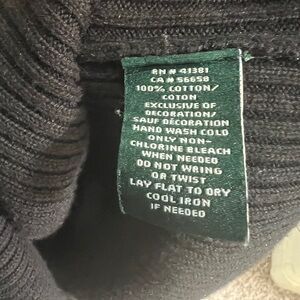 RN # 41381
CA # 56658
100% COTTON/
COTON
EXCLUSIVE OF
DECORATION/
SAUF DÉCORATION
HAND WASH COLD
ONLY NON-
CHLORINE BLEACH
WHEN NEEDED
DO NOT WRING
OR TWIST
LAY FLAT TO DRY
COOL IRON
IF NEEDED